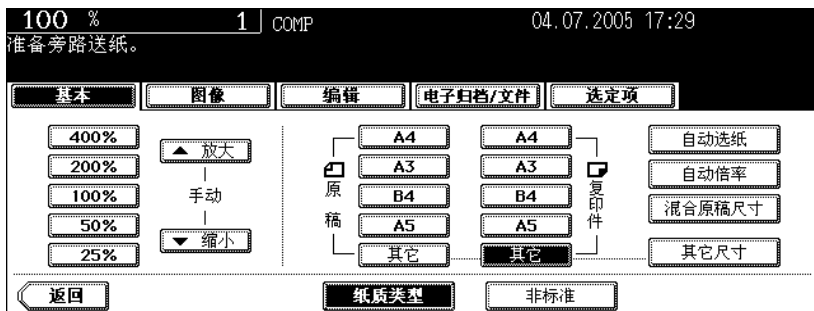 100 % 1 COMP 04.07.2005 17:29
准备旁路送纸。
基本 图像 编辑 电子归档/文件 选定项
400% 放大 A4 A4 自动选纸
200% A3 A3 自动倍率
100% 手动 原稿 B4 B4 复印件 混合原稿尺寸
50% 缩小 A5 A5
25% 其它 其它 其它尺寸
返回 纸质类型 非标准